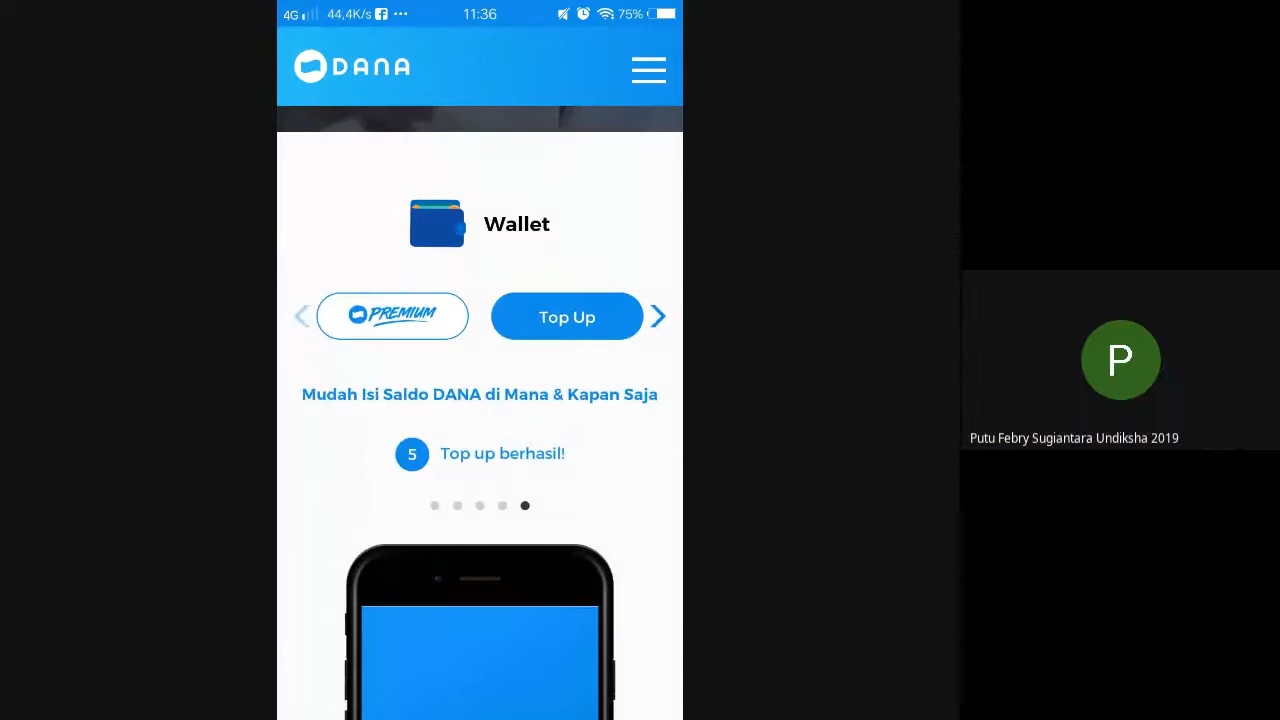 4G 44,4K/s 11:36 75%
DANA
Wallet
PREMIUM
Top Up
Mudah Isi Saldo DANA di Mana & Kapan Saja
5 Top up berhasil!
P
Putu Febry Sugiantara Undiksha 2019